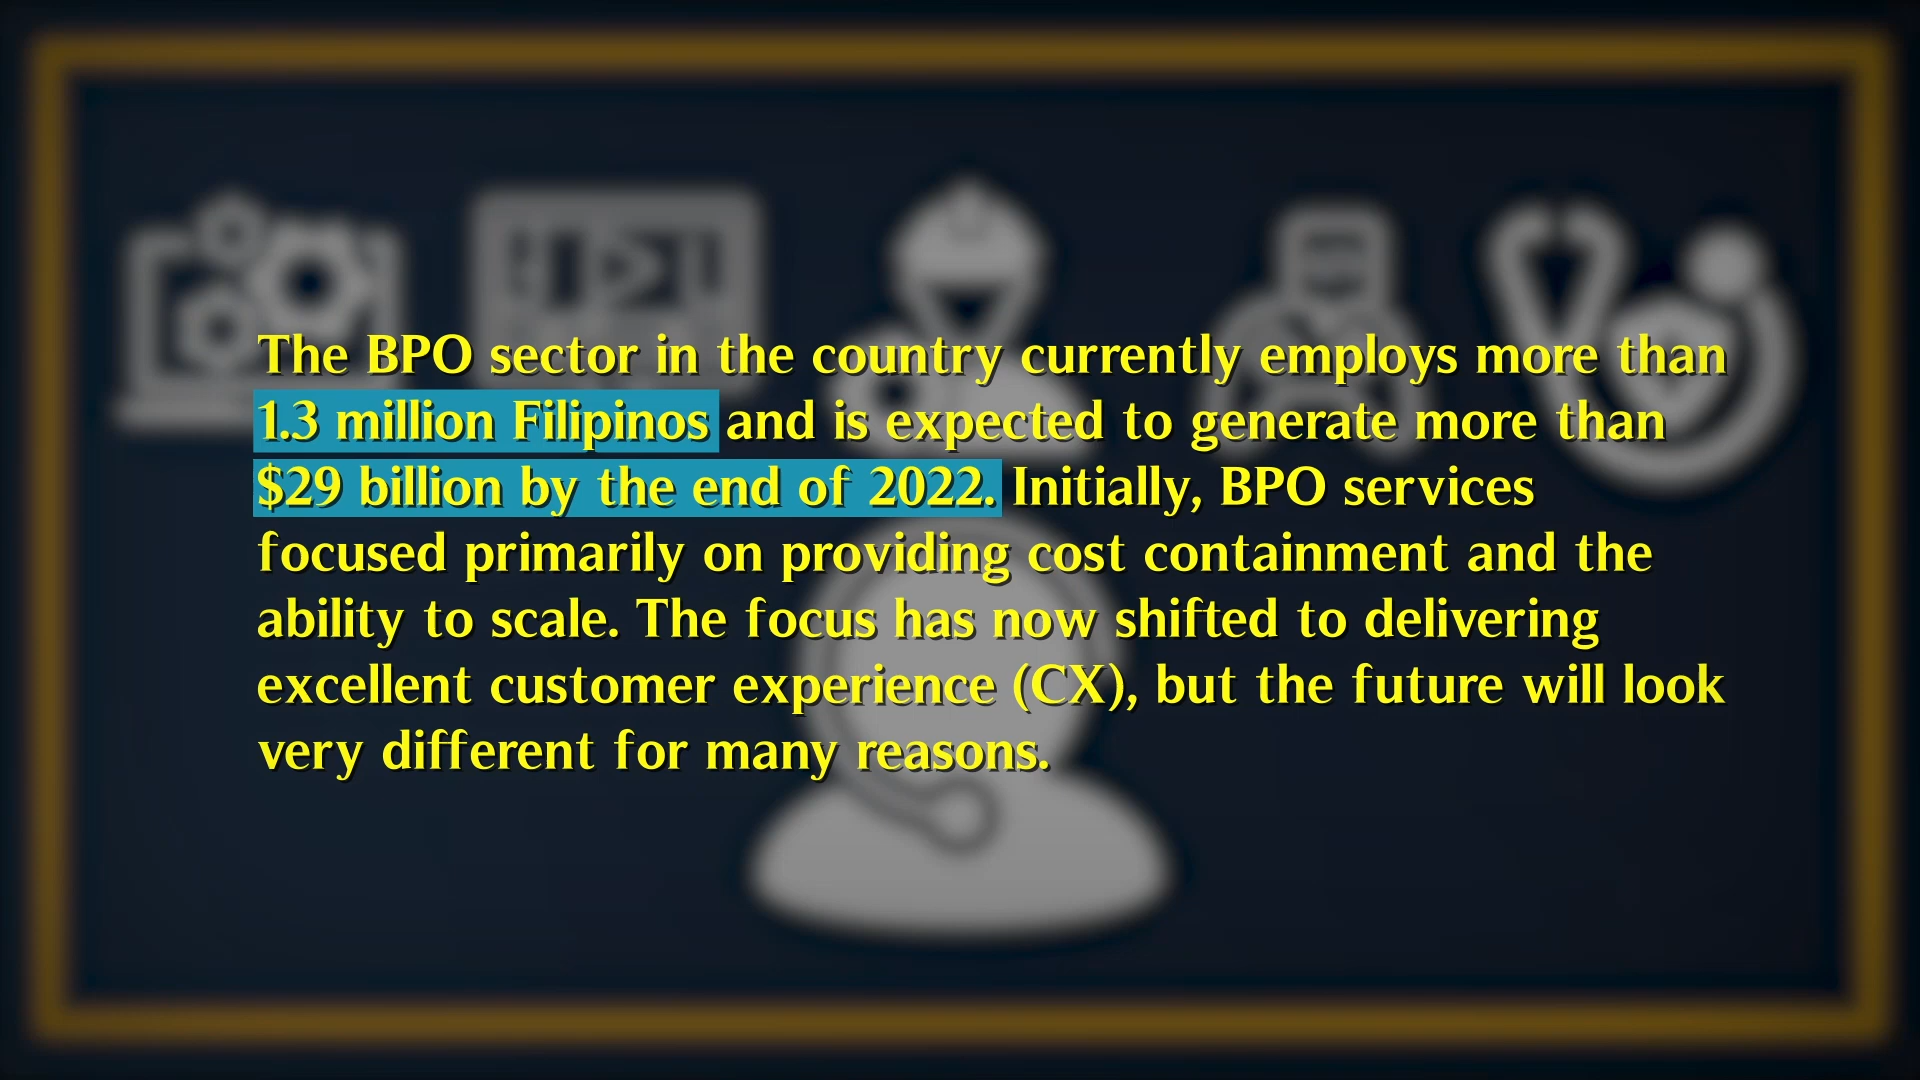 The BPO sector in the country currently employs more than
1.3 million Filipinos and is expected to generate more than
$29 billion by the end of 2022. Initially, BPO services
focused primarily on providing cost containment and the
ability to scale. The focus has now shifted to delivering
excellent customer experience (CX), but the future will look
very different for many reasons.